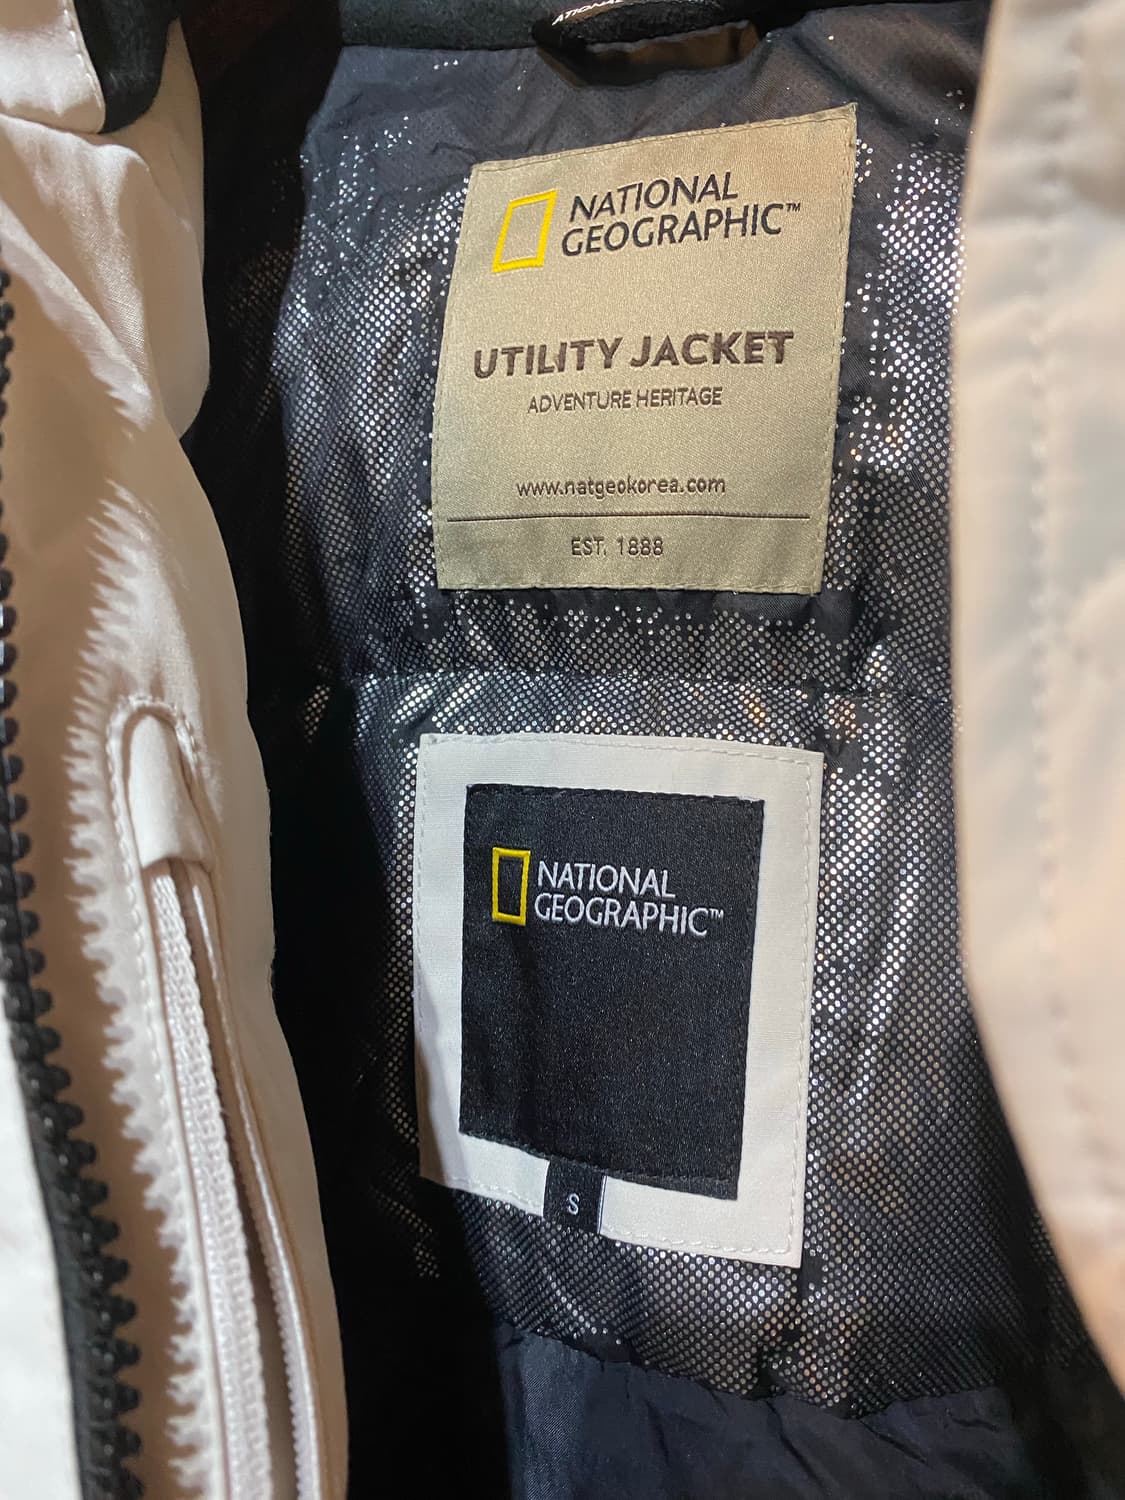 NATIONAL
GEOGRAPHIC™
UTILITY JACKET
ADVENTURE HERITAGE
www.natgeokorea.com
EST. 1888
NATIONAL
GEOGRAPHIC™
S